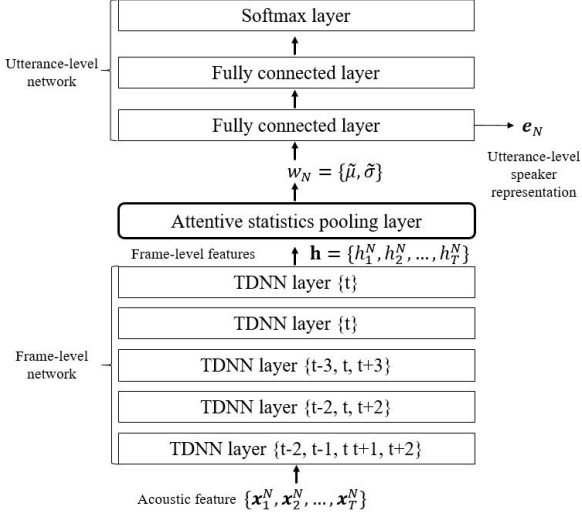 Softmax layer
Utterance-level
network
Fully connected layer
Fully connected layer
𝒆_N
w_N = {μ̃, σ̃}
Utterance-level
speaker
representation
Attentive statistics pooling layer
Frame-level features
𝐡 = {h_1^N, h_2^N, …, h_T^N}
TDNN layer {t}
TDNN layer {t}
Frame-level
network
TDNN layer {t-3, t, t+3}
TDNN layer {t-2, t, t+2}
TDNN layer {t-2, t-1, t t+1, t+2}
Acoustic feature {𝒙_1^N, 𝒙_2^N, …, 𝒙_T^N}